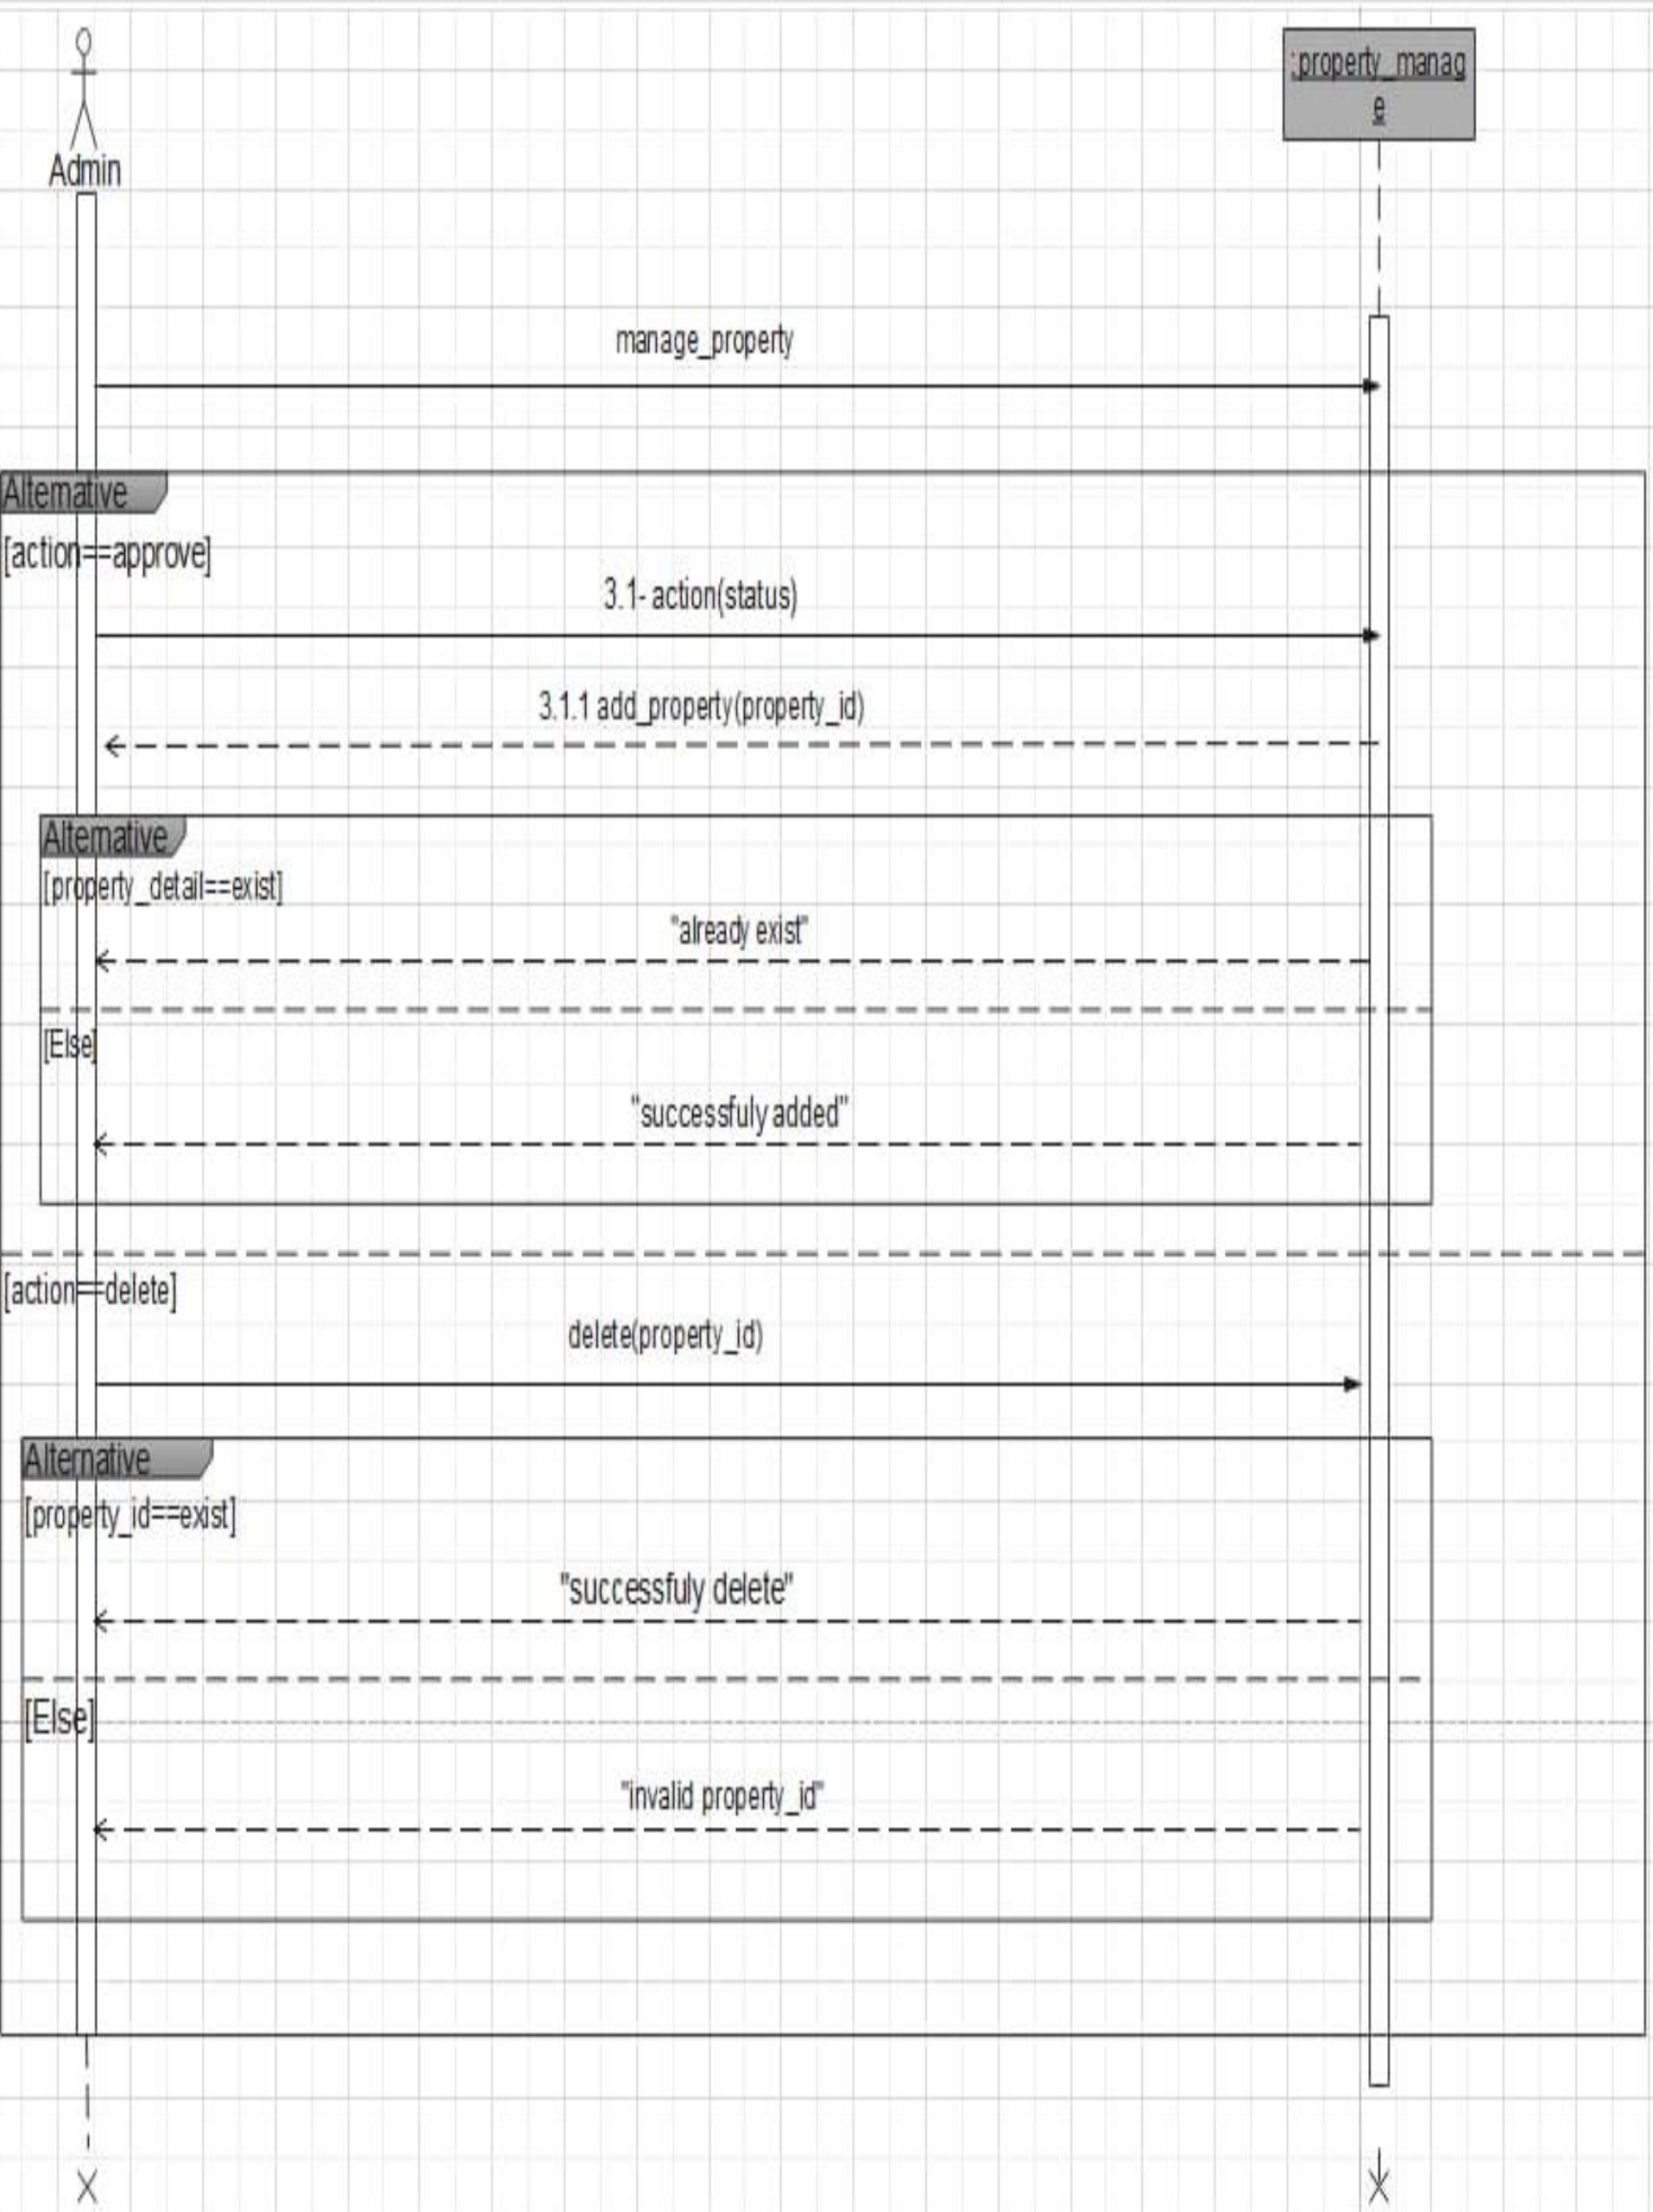 :property_manag
e
Admin
manage_property
Alternative
[action==approve]
3.1- action(status)
3.1.1 add_property(property_id)
Alternative
[property_detail==exist]
"already exist"
[Else]
"successfuly added"
[action==delete]
delete(property_id)
Alternative
[property_id==exist]
"successfuly delete"
[Else]
"invalid property_id"